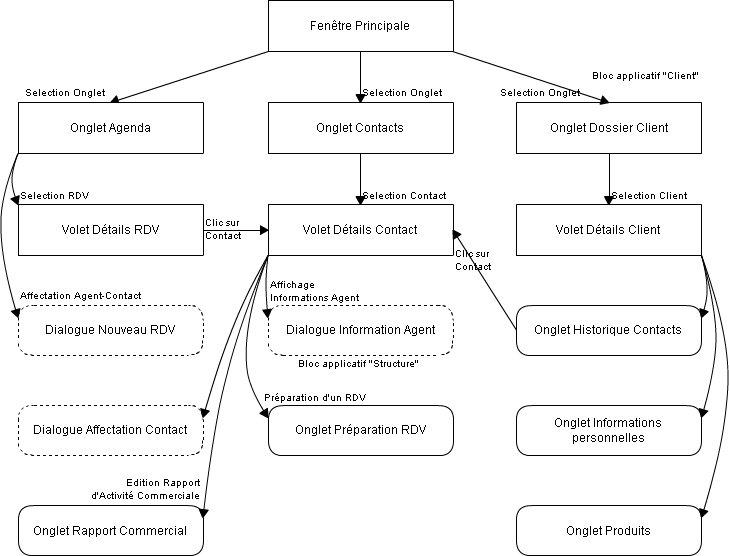 Fenêtre Principale
Bloc applicatif "Client"
Selection Onglet
Selection Onglet
Selection Onglet
Onglet Agenda
Onglet Contacts
Onglet Dossier Client
Selection RDV
Selection Contact
Selection Client
Volet Détails RDV
Clic sur
Contact
Volet Détails Contact
Clic sur
Contact
Volet Détails Client
Affectation Agent-Contact
Affichage
Informations Agent
Dialogue Nouveau RDV
Dialogue Information Agent
Onglet Historique Contacts
Bloc applicatif "Structure"
Préparation d'un RDV
Dialogue Affectation Contact
Onglet Préparation RDV
Onglet Informations
personnelles
Edition Rapport
d'Activité Commerciale
Onglet Rapport Commercial
Onglet Produits